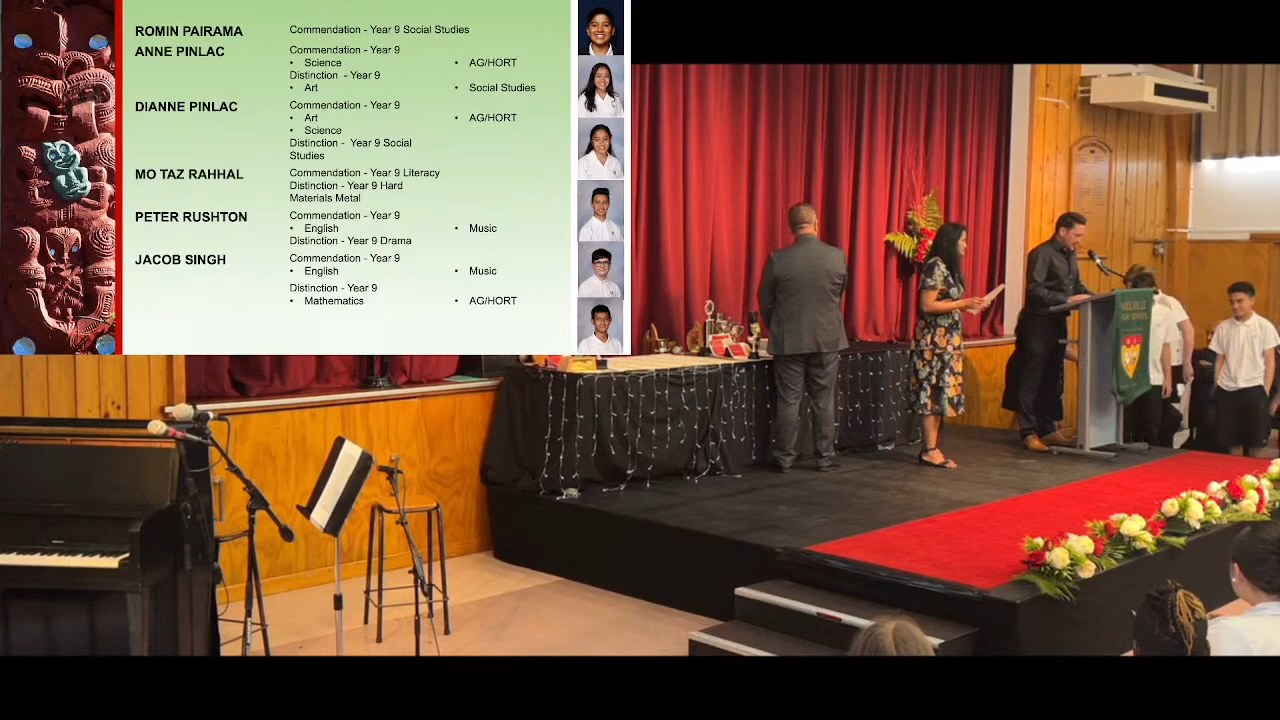 ROMIN PAIRAMA Commendation - Year 9 Social Studies
ANNE PINLAC Commendation - Year 9
• Science • AG/HORT
Distinction - Year 9
• Art • Social Studies
DIANNE PINLAC Commendation - Year 9
• Art • AG/HORT
• Science
Distinction - Year 9 Social
Studies
MO TAZ RAHHAL Commendation - Year 9 Literacy
Distinction - Year 9 Hard
Materials Metal
PETER RUSHTON Commendation - Year 9
• English • Music
Distinction - Year 9 Drama
JACOB SINGH Commendation - Year 9
• English • Music
Distinction - Year 9
• Mathematics • AG/HORT